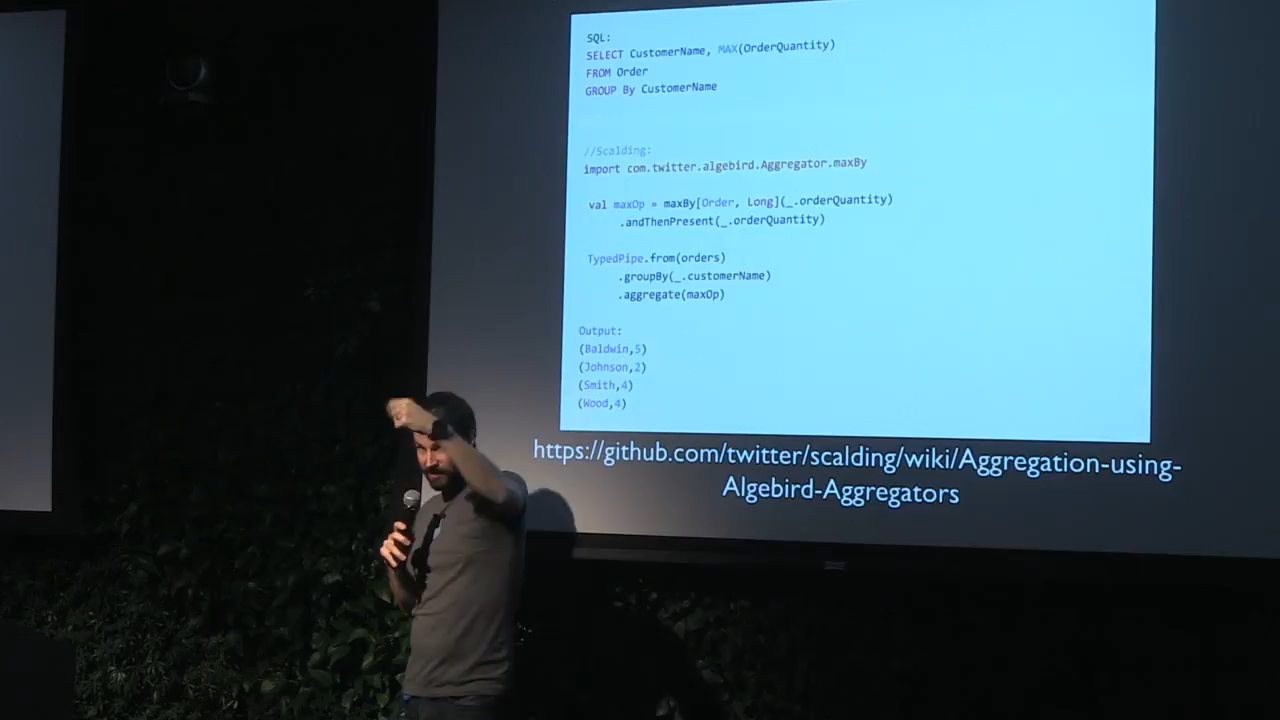 SQL:
SELECT CustomerName, MAX(OrderQuantity)
FROM Order
GROUP By CustomerName
//Scalding:
import com.twitter.algebird.Aggregator.maxBy
val maxOp = maxBy[Order, Long](_.orderQuantity)
.andThenPresent(_.orderQuantity)
TypedPipe.from(orders)
.groupBy(_.customerName)
.aggregate(maxOp)
Output:
(Baldwin,5)
(Johnson,2)
(Smith,4)
(Wood,4)
https://github.com/twitter/scalding/wiki/Aggregation-using-
Algebird-Aggregators